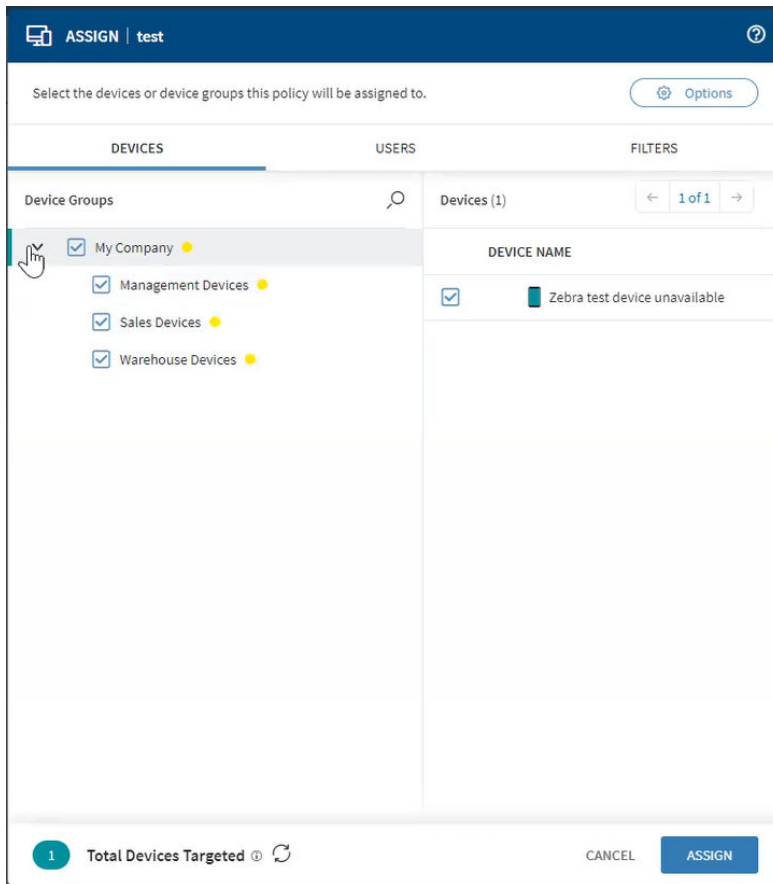 ASSIGN | test
Select the devices or device groups this policy will be assigned to.
Options
DEVICES
USERS
FILTERS
Device Groups
Devices (1)
1 of 1
My Company
DEVICE NAME
Management Devices
Zebra test device unavailable
Sales Devices
Warehouse Devices
1 Total Devices Targeted
CANCEL
ASSIGN